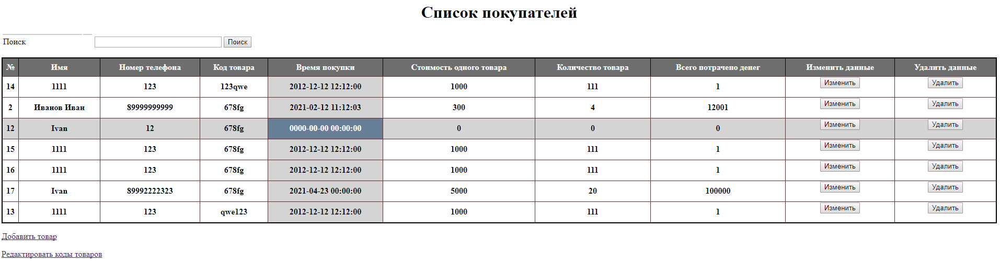 Список покупателей
Поиск Поиск
№ Имя Номер телефона Код товара Время покупки Стоимость одного товара Количество товара Всего потрачено денег Изменить данные Удалить данные
14 1111 123 123qwe 2012-12-12 12:12:00 1000 111 1 Изменить Удалить
2 Иванов Иван 89999999999 678fg 2021-02-12 11:12:03 300 4 12001 Изменить Удалить
12 Ivan 12 678fg 0000-00-00 00:00:00 0 0 0 Изменить Удалить
15 1111 123 678fg 2012-12-12 12:12:00 1000 111 1 Изменить Удалить
16 1111 123 678fg 2012-12-12 12:12:00 1000 111 1 Изменить Удалить
17 Ivan 89992222323 678fg 2021-04-23 00:00:00 5000 20 100000 Изменить Удалить
13 1111 123 qwe123 2012-12-12 12:12:00 1000 111 1 Изменить Удалить
Добавить товар
Редактировать коды товаров